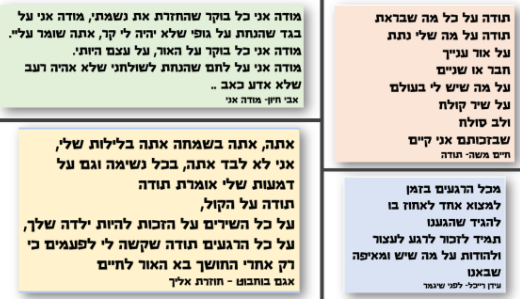 תודה על כל מה שבראת
תודה על מה שלי נתת
על אור ענייך
חבר או שניים
על מה שיש לי בעולם
על שיר קולח
ולב סולח
שבזכותם אני קיים
חיים משה- תודה
מודה אני כל בוקר שהחזרת את נשמתי, מודה אני על
בגד שהנחת על גופי שלא יהיה לי קר, אתה שומר עליי.
מודה אני כל בוקר על האור, על עצם היותי.
מודה אני על לחם שהנחת לשולחני שלא אהיה רעב
שלא אדע כאב ..
אבי חיון- מודה אני
מכל הרגעים בזמן
למצוא אחד לאחוז בו
להגיד שהגענו
תמיד לזכור לרגע לעצור
ולהודות על מה שיש ומאיפה
שבאנו
עידן רייכל- לפני שיגמר
אתה, אתה בשמחה אתה בלילות שלי,
אני לא לבד אתה, בכל נשימה וגם על
דמעות שלי אומרת תודה
תודה על הקול,
על כל השירים על הזכות להיות ילדה שלך,
על כל הרגעים תודה שקשה לי לפעמים כי
רק אחרי החושך בא האור לחיים
אגם בוחבוט - חוזרת אליך